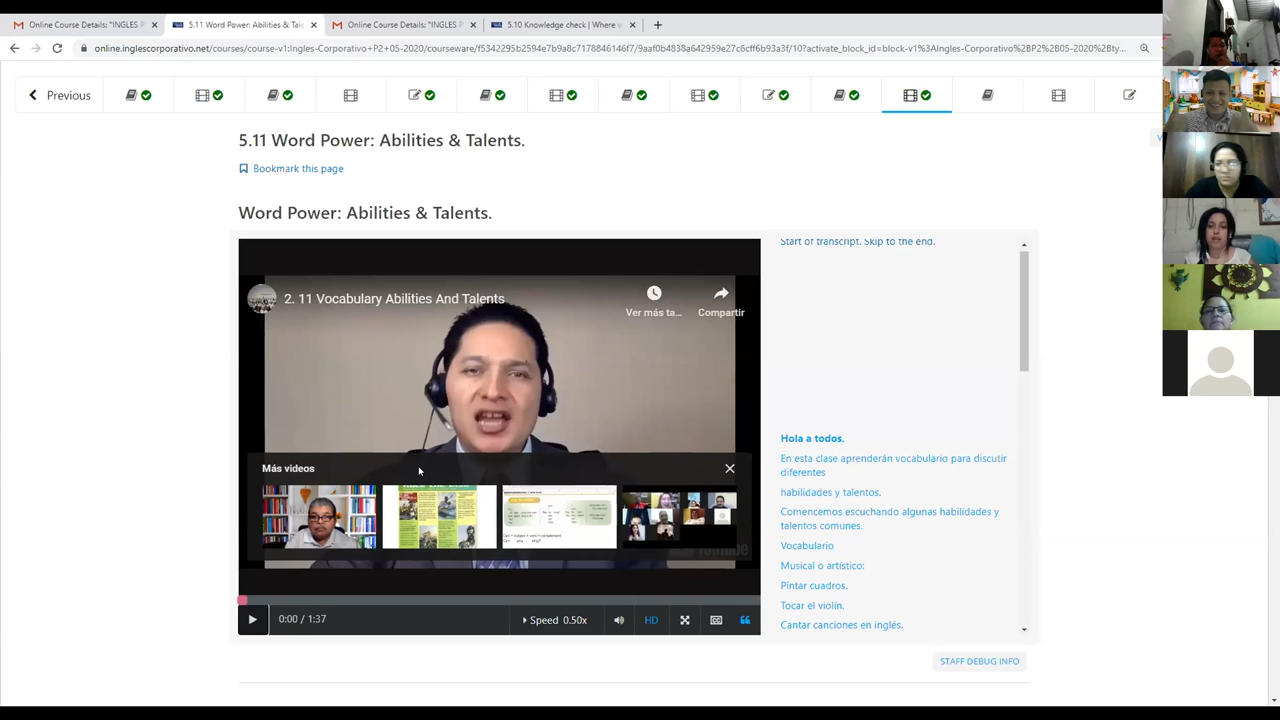 Online Course Details: "INGLES P
5.11 Word Power: Abilities & Tale
Online Course Details: "INGLES P
5.10 Knowledge check | Where
online.inglescorporativo.net/courses/course-v1:Ingles-Corporativo+P2+05-2020/courseware/f534225b2594e7b9a8c7178846146f7/9aaf0b4838a642959e27c6ff6b93a3f/10?activate_block_id=block-v1%3AIngles-Corporativo%2BP2%2B05-2020%2Bty...
Previous
5.11 Word Power: Abilities & Talents.
Bookmark this page
Word Power: Abilities & Talents.
2. 11 Vocabulary Abilities And Talents
Ver más ta...
Compartir
Más videos
0:00 / 1:37
Speed 0.50x
HD
Start of transcript. Skip to the end.
Hola a todos.
En esta clase aprenderán vocabulario para discutir
diferentes
habilidades y talentos.
Comencemos escuchando algunas habilidades y
talentos comunes.
Vocabulario
Musical o artístico:
Pintar cuadros.
Tocar el violín.
Cantar canciones en inglés.
STAFF DEBUG INFO